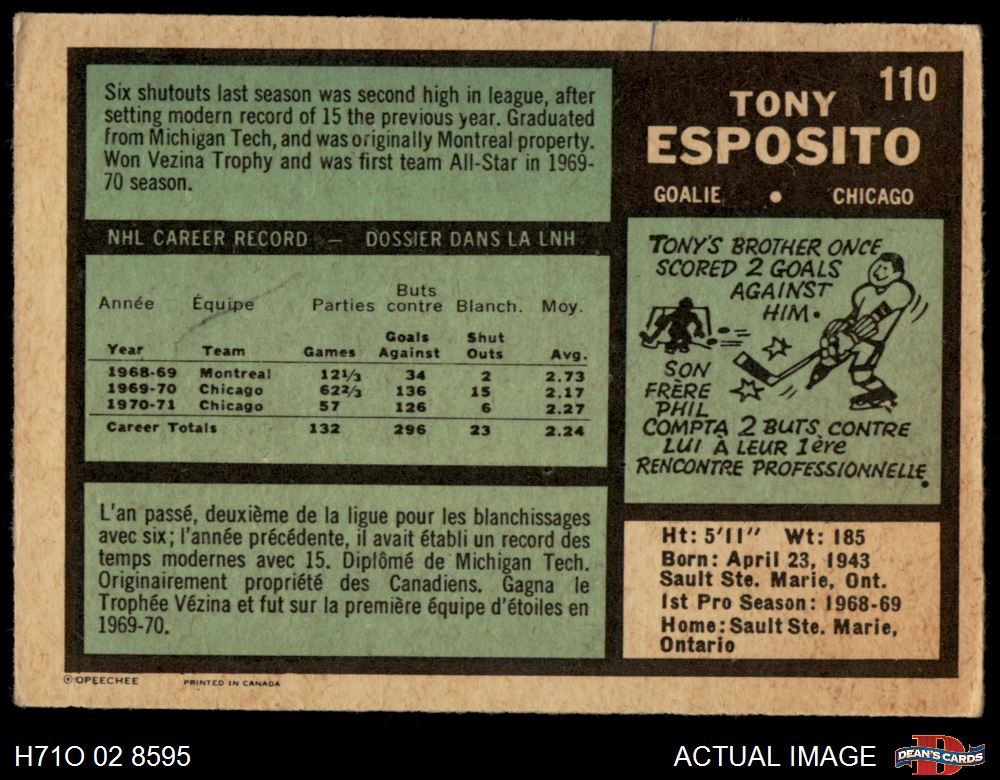 110
TONY
ESPOSITO
GOALIE • CHICAGO
Six shutouts last season was second high in league, after
setting modern record of 15 the previous year. Graduated
from Michigan Tech, and was originally Montreal property.
Won Vezina Trophy and was first team All-Star in 1969-
70 season.
NHL CAREER RECORD — DOSSIER DANS LA LNH
Année Équipe Parties Buts contre Blanch. Moy.
Year Team Games Goals Against Shut Outs Avg.
1968-69 Montreal 12 1/3 34 2 2.73
1969-70 Chicago 62 2/3 136 15 2.17
1970-71 Chicago 57 126 6 2.27
Career Totals 132 296 23 2.24
L'an passé, deuxième de la ligue pour les blanchissages
avec six; l'année précédente, il avait établi un record des
temps modernes avec 15. Diplômé de Michigan Tech.
Originairement propriété des Canadiens. Gagna le
Trophée Vézina et fut sur la première équipe d'étoiles en
1969-70.
TONY'S BROTHER ONCE
SCORED 2 GOALS
AGAINST
HIM.
SON
FRÈRE
PHIL
COMPTA 2 BUTS CONTRE
LUI À LEUR 1ère
RENCONTRE PROFESSIONNELLE.
Ht: 5'11" Wt: 185
Born: April 23, 1943
Sault Ste. Marie, Ont.
1st Pro Season: 1968-69
Home: Sault Ste. Marie,
Ontario
©OPEECHEE PRINTED IN CANADA
H71O 02 8595
ACTUAL IMAGE
D
DEAN'S CARDS